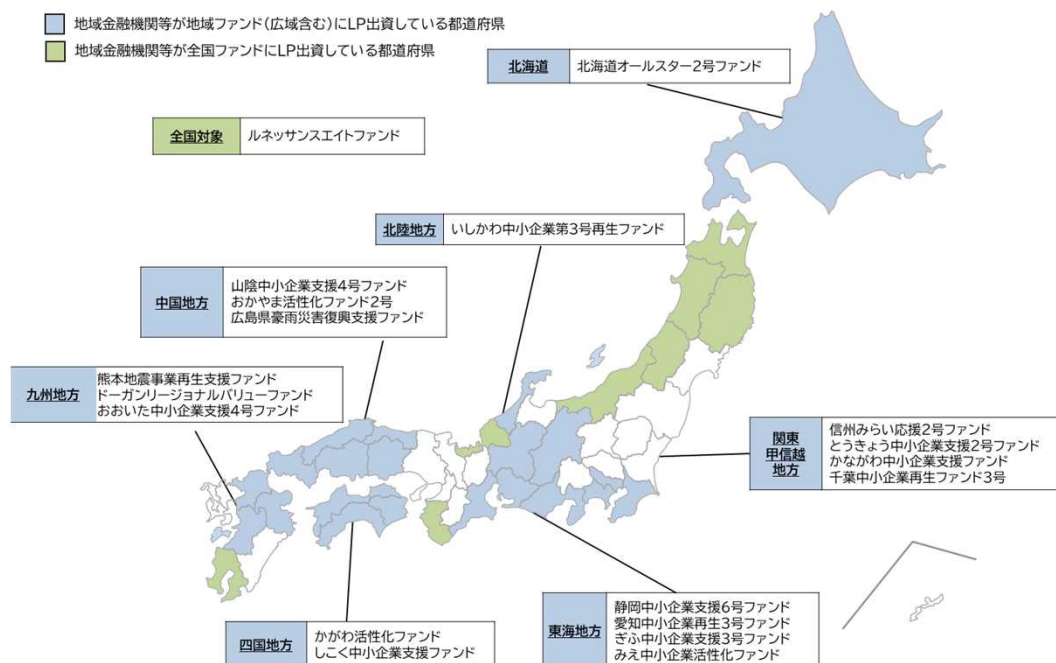 地域金融機関等が地域ファンド(広域含む)にLP出資している都道府県
地域金融機関等が全国ファンドにLP出資している都道府県
北海道 北海道オールスター2号ファンド
全国対象 ルネッサンスエイトファンド
北陸地方 いしかわ中小企業第3号再生ファンド
中国地方
山陰中小企業支援4号ファンド
おかやま活性化ファンド2号
広島県豪雨災害復興支援ファンド
九州地方
熊本地震事業再生支援ファンド
ドーガンリージョナルバリューファンド
おおいた中小企業支援4号ファンド
関東
甲信越
地方
信州みらい応援2号ファンド
とうきょう中小企業支援2号ファンド
かながわ中小企業支援ファンド
千葉中小企業再生ファンド3号
四国地方
かがわ活性化ファンド
しこく中小企業支援ファンド
東海地方
静岡中小企業支援6号ファンド
愛知中小企業再生3号ファンド
ぎふ中小企業支援3号ファンド
みえ中小企業活性化ファンド